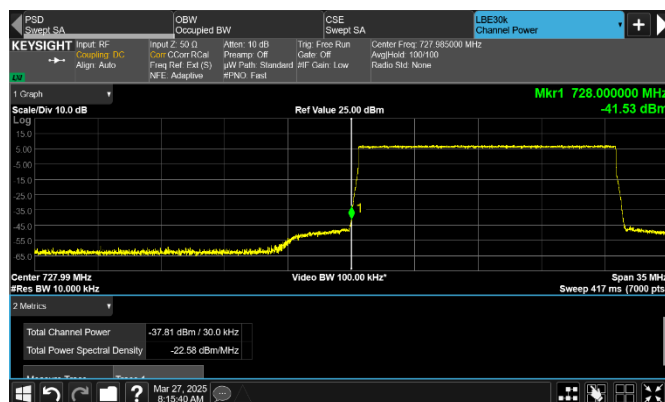 PSD
Swept SA
OBW
Occupied BW
CSE
Swept SA
LBE30k
Channel Power
KEYSIGHT
Input: RF
Coupling: DC
Align: Auto
Input Z: 50 Ω
Corr CCorr RCal
Freq Ref: Ext (S)
NFE: Adaptive
Atten: 10 dB
Preamp: Off
µW Path: Standard
#PNO: Fast
Trig: Free Run
Gate: Off
#IF Gain: Low
Center Freq: 727.985000 MHz
Avg|Hold: 100/100
Radio Std: None
1 Graph
Mkr1 728.000000 MHz
Scale/Div 10.0 dB
Ref Value 25.00 dBm
-41.53 dBm
Log
15.0
5.00
-5.00
-15.0
-25.0
-35.0
1
-45.0
-55.0
-65.0
Center 727.99 MHz
Video BW 100.00 kHz*
Span 35 MHz
#Res BW 10.000 kHz
Sweep 417 ms (7000 pts)
2 Metrics
Total Channel Power
-37.81 dBm / 30.0 kHz
Total Power Spectral Density
-22.58 dBm/MHz
Mar 27, 2025
8:15:40 AM